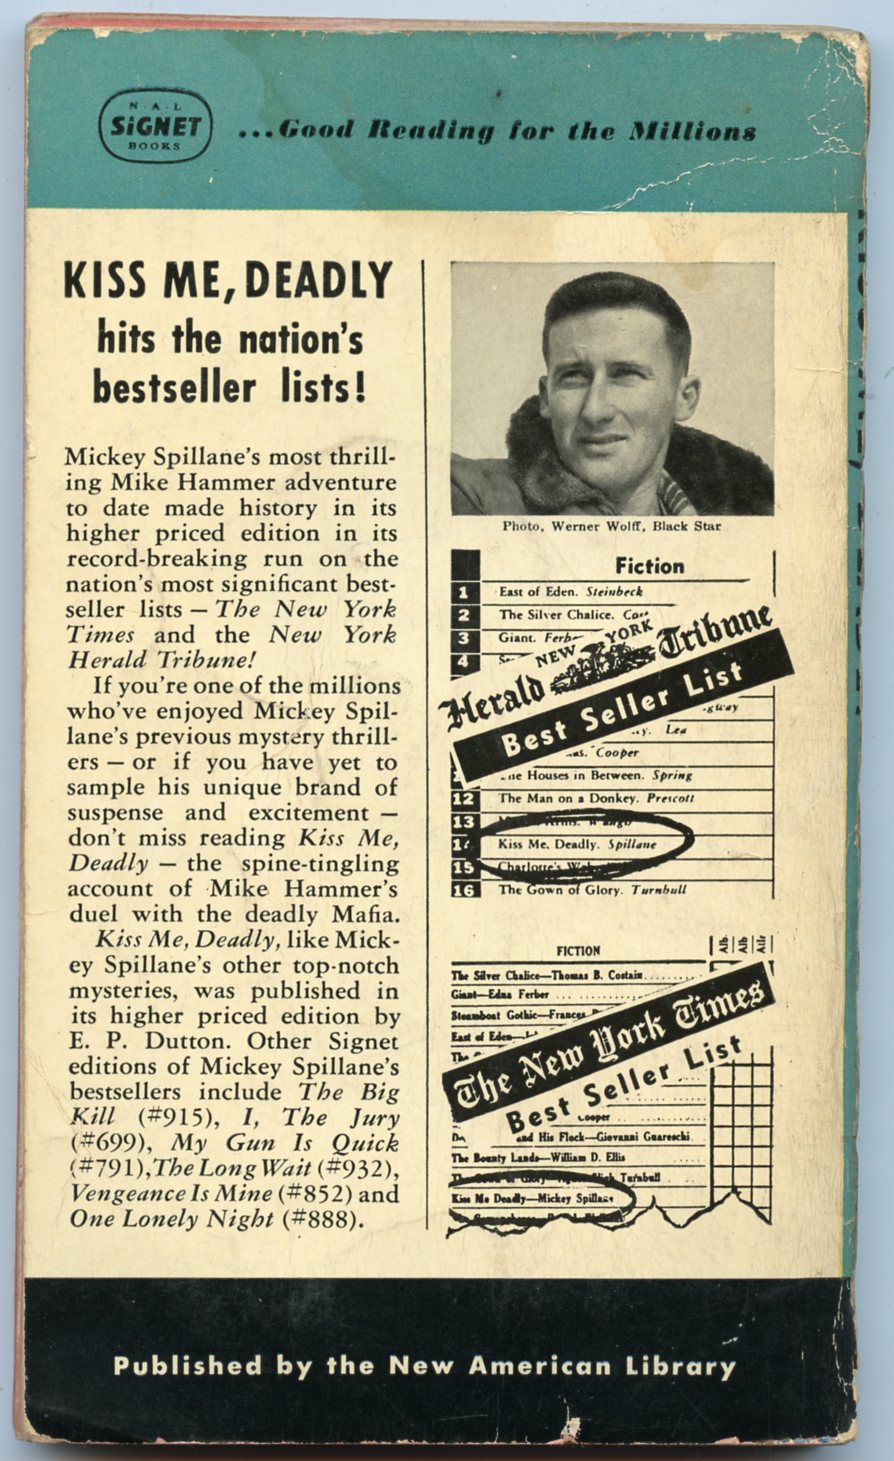 N·A·L
SiGNET
BOOKS
...Good Reading for the Millions
KISS ME, DEADLY
hits the nation's
bestseller lists!
Mickey Spillane's most thrill-
ing Mike Hammer adventure
to date made history in its
higher priced edition in its
record-breaking run on the
nation's most significant best-
seller lists — The New York
Times and the New York
Herald Tribune!
If you're one of the millions
who've enjoyed Mickey Spil-
lane's previous mystery thrill-
ers — or if you have yet to
sample his unique brand of
suspense and excitement —
don't miss reading Kiss Me,
Deadly — the spine-tingling
account of Mike Hammer's
duel with the deadly Mafia.
Kiss Me, Deadly, like Mick-
ey Spillane's other top-notch
mysteries, was published in
its higher priced edition by
E. P. Dutton. Other Signet
editions of Mickey Spillane's
bestsellers include The Big
Kill (#915), I, The Jury
(#699), My Gun Is Quick
(#791), The Long Wait (#932),
Vengeance Is Mine (#852) and
One Lonely Night (#888).
Photo, Werner Wolff, Black Star
Fiction
1 East of Eden. Steinbeck
2 The Silver Chalice.
3 Giant.
4
NEW YORK
Herald Tribune
Best Seller List
Lea
Cooper
Houses in Between. Spring
12 The Man on a Donkey. Prescott
13
14 Kiss Me, Deadly. Spillane
15 Charlotte's
16 The Gown of Glory. Turnbull
FICTION
The Silver Chalice—Thomas B. Costain
Giant—Edna Ferber
Steamboat Gothic—Frances
East of Eden—
The
The New York Times
Best Seller List
Cooper
and His Flock—Giovanni Guareschi
The Bounty Lands—William D. Ellis
Turnbull
Kiss Me Deadly—Mickey Spillane
Published by the New American Library